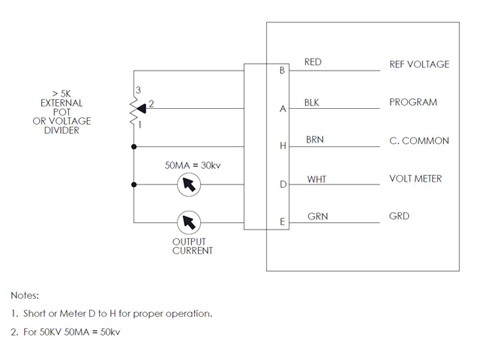 RED
REF VOLTAGE
B
> 5K
EXTERNAL
POT
OR VOLTAGE
DIVIDER
3
2
1
A
BLK
PROGRAM
H
BRN
C. COMMON
50MA = 30kv
D
WHT
VOLT METER
E
GRN
GRD
OUTPUT
CURRENT
Notes:
1. Short or Meter D to H for proper operation.
2. For 50KV 50MA = 50kv